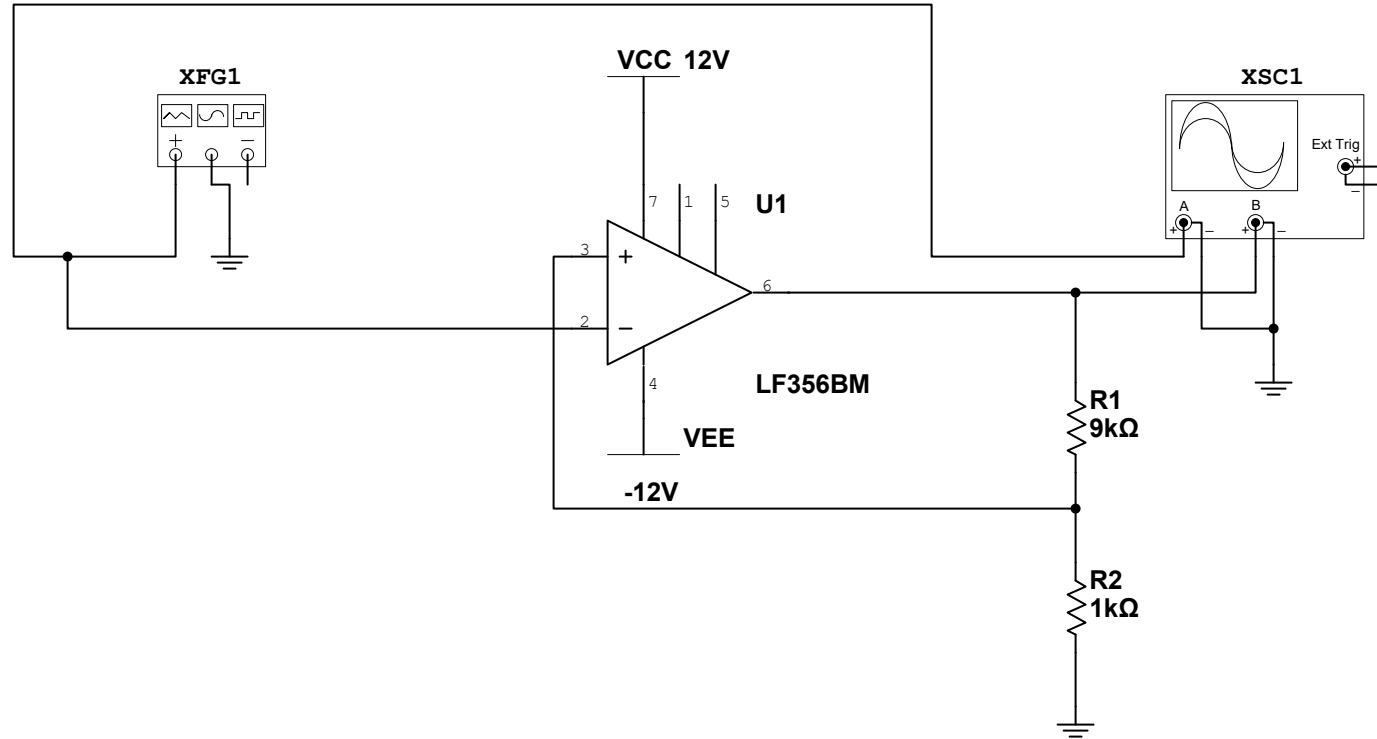 VCC 12V
XFG1
XSC1
Ext Trig
+
−
+
−
A
B
+
−
+
−
7
1
5
U1
3
+
6
2
−
4
LF356BM
VEE
-12V
R1
9kΩ
R2
1kΩ